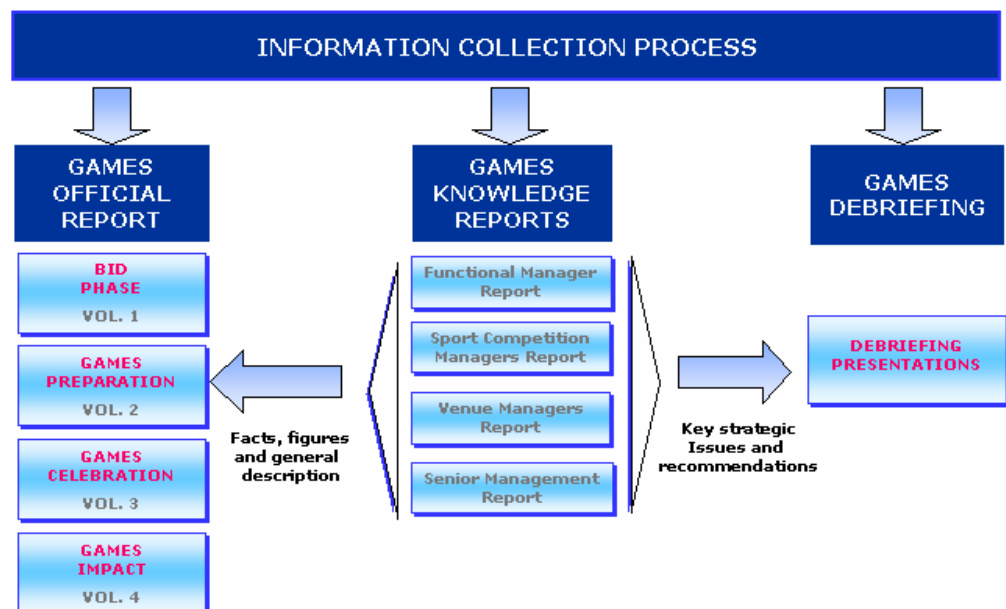 INFORMATION COLLECTION PROCESS
GAMES
OFFICIAL
REPORT
BID
PHASE
VOL. 1
GAMES
PREPARATION
VOL. 2
GAMES
CELEBRATION
VOL. 3
GAMES
IMPACT
VOL. 4
Facts, figures
and general
description
GAMES
KNOWLEDGE
REPORTS
Functional Manager
Report
Sport Competition
Managers Report
Venue Managers
Report
Senior Management
Report
Key strategic
Issues and
recommendations
GAMES
DEBRIEFING
DEBRIEFING
PRESENTATIONS